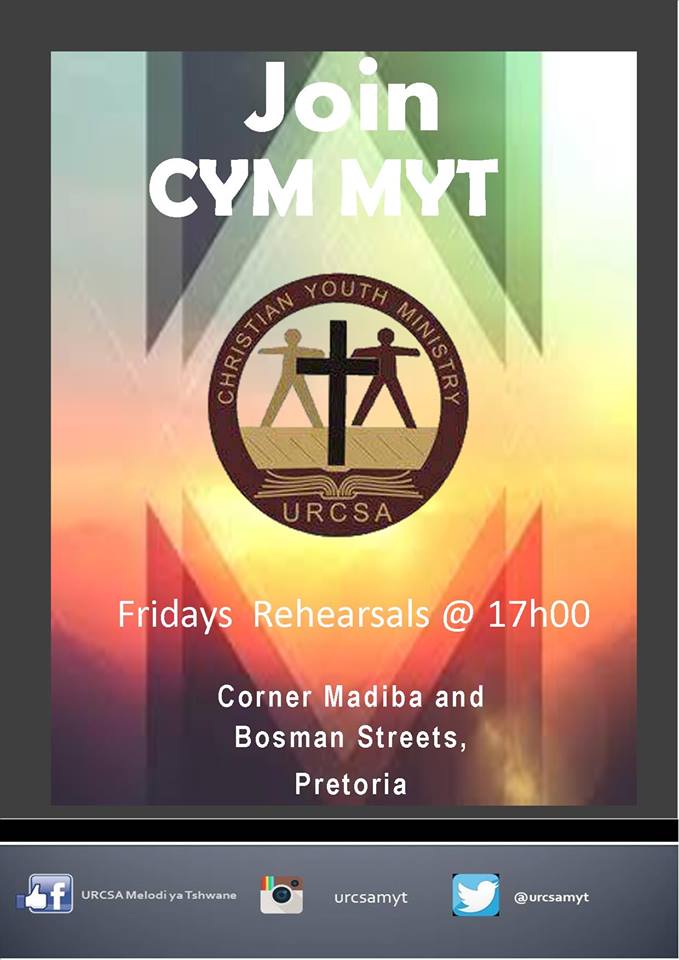 Join
CYM MYT
CHRISTIAN YOUTH MINISTRY
URCSA
Fridays  Rehearsals @ 17h00
Corner Madiba and
Bosman Streets,
Pretoria
f URCSA Melodi ya Tshwane urcsamyt @urcsamyt